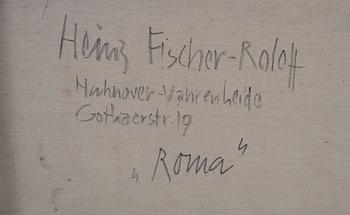 Heinz Fischer-Roloff
Hannover-Vahrenheide
Gothaerstr.19
„Roma"